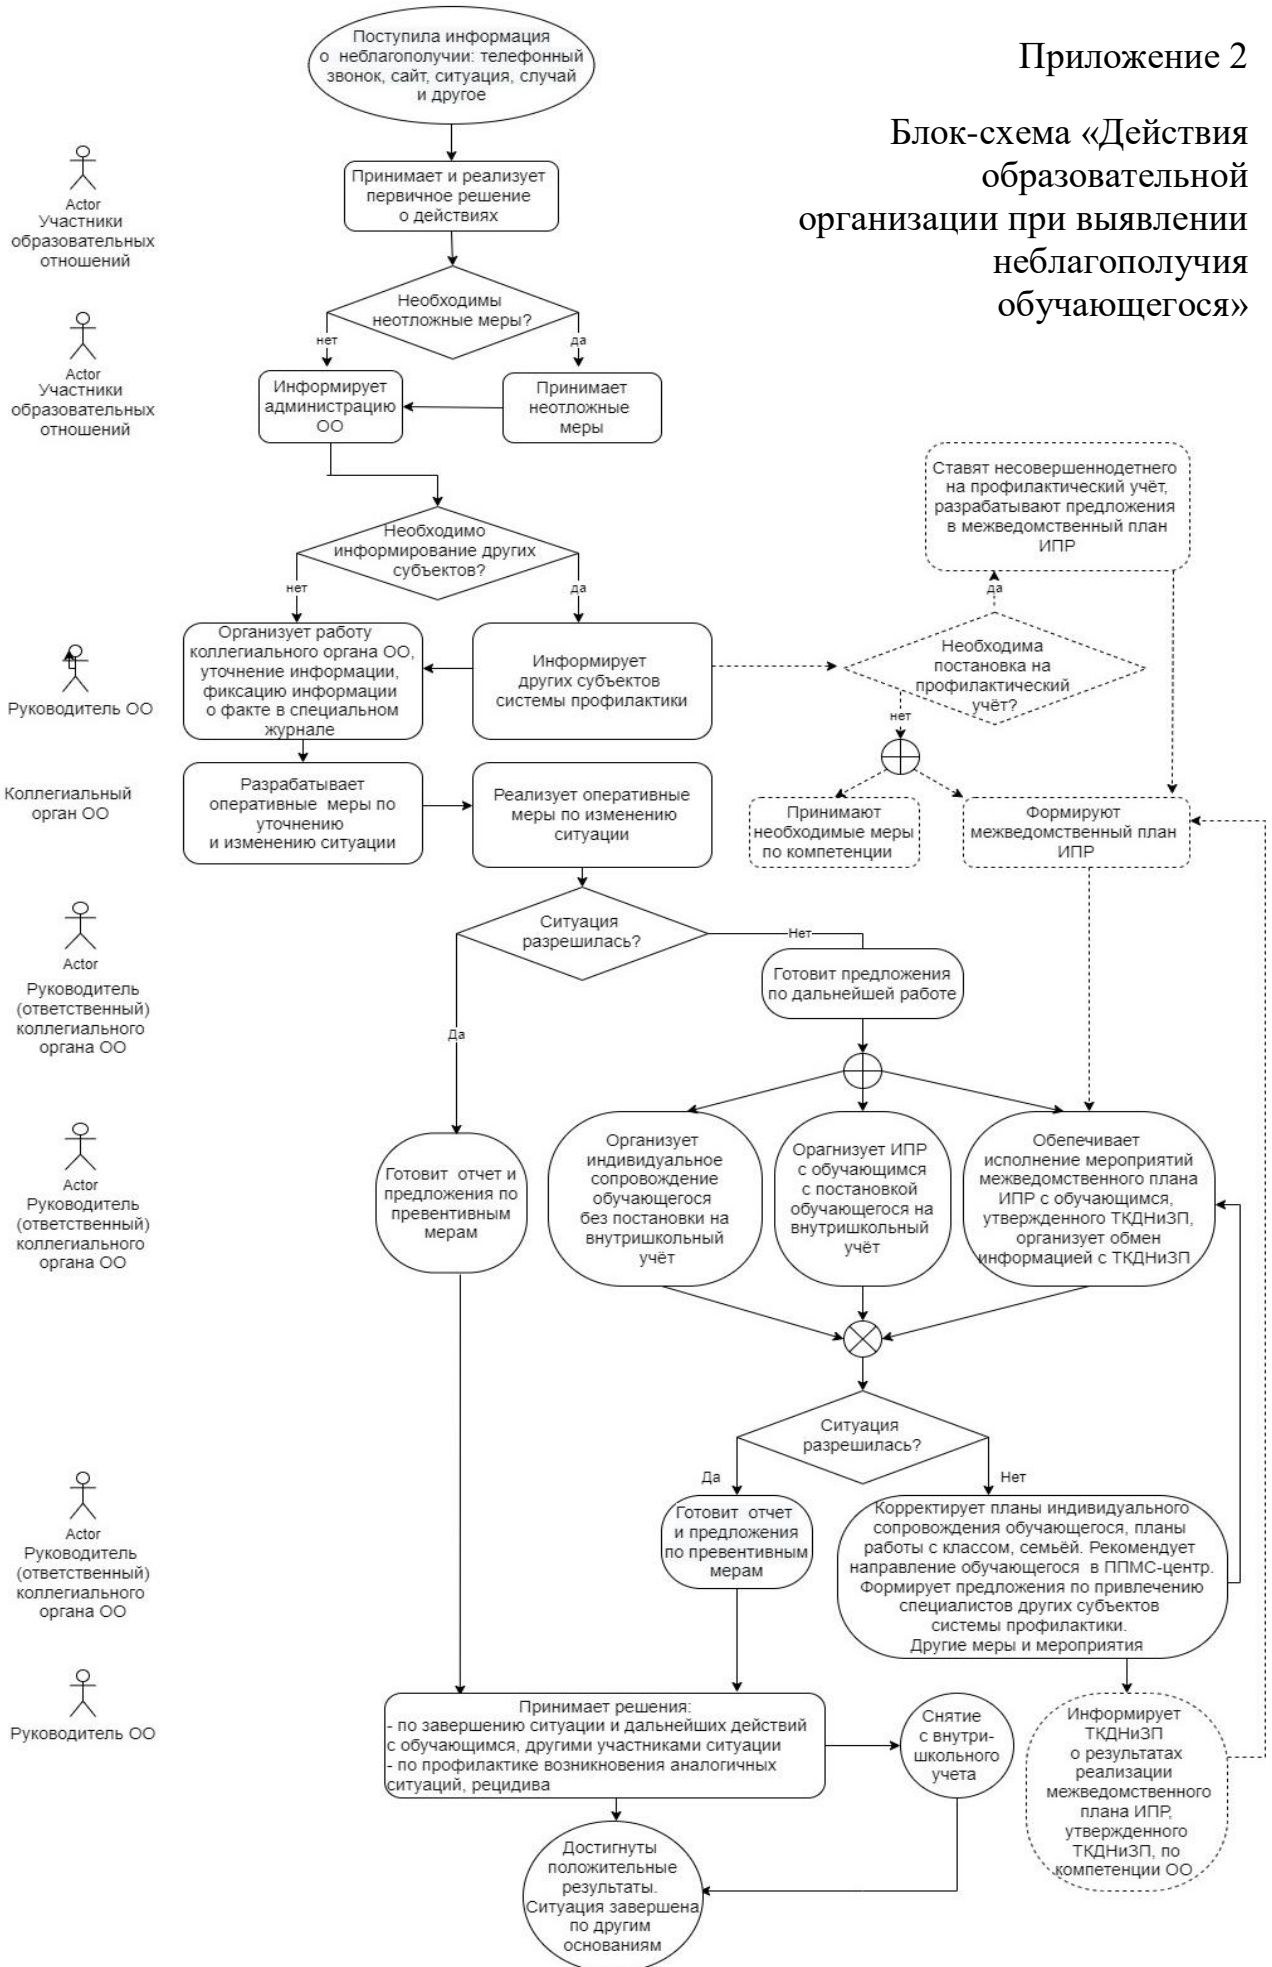 Приложение 2
Блок-схема «Действия
образовательной
организации при выявлении
неблагополучия
обучающегося»
Поступила информация
о неблагополучии: телефонный
звонок, сайт, ситуация, случай
и другое
Actor
Участники
образовательных
отношений
Принимает и реализует
первичное решение
о действиях
Необходимы
неотложные меры?
нет
да
Actor
Участники
образовательных
отношений
Информирует
администрацию
ОО
Принимает
неотложные
меры
Необходимо
информирование других
субъектов?
нет
да
Ставят несовершеннодетнего
на профилактический учёт,
разрабатывают предложения
в межведомственный план
ИПР
да
Руководитель ОО
Организует работу
коллегиального органа ОО,
уточнение информации,
фиксацию информации
о факте в специальном
журнале
Информирует
других субъектов
системы профилактики
Необходима
постановка на
профилактический
учёт?
нет
Коллегиальный
орган ОО
Разрабатывает
оперативные меры по
уточнению
и изменению ситуации
Реализует оперативные
меры по изменению
ситуации
Принимают
необходимые меры
по компетенции
Формируют
межведомственный план
ИПР
Actor
Руководитель
(ответственный)
коллегиального
органа ОО
Ситуация
разрешилась?
Нет
Да
Готовит предложения
по дальнейшей работе
Actor
Руководитель
(ответственный)
коллегиального
органа ОО
Готовит отчет и
предложения по
превентивным
мерам
Организует
индивидуальное
сопровождение
обучающегося
без постановки на
внутришкольный
учёт
Орагнизует ИПР
с обучающимся
с постановкой
обучающегося на
внутришкольный
учёт
Обепечивает
исполнение мероприятий
межведомственного плана
ИПР с обучающимся,
утвержденного ТКДНиЗП,
организует обмен
информацией с ТКДНиЗП
Ситуация
разрешилась?
Да
Нет
Actor
Руководитель
(ответственный)
коллегиального
органа ОО
Готовит отчет
и предложения
по превентивным
мерам
Корректирует планы индивидуального
сопровождения обучающегося, планы
работы с классом, семьёй. Рекомендует
направление обучающегося в ППМС-центр.
Формирует предложения по привлечению
специалистов других субъектов
системы профилактики.
Другие меры и мероприятия
Руководитель ОО
Принимает решения:
- по завершению ситуации и дальнейших действий
с обучающимся, другими участниками ситуации
- по профилактике возникновения аналогичных
ситуаций, рецидива
Снятие
с внутри-
школьного
учета
Информирует
ТКДНиЗП
о результатах
реализации
межведомственного
плана ИПР,
утвержденного
ТКДНиЗП, по
компетенции ОО
Достигнуты
положительные
результаты.
Ситуация завершена
по другим
основаниям